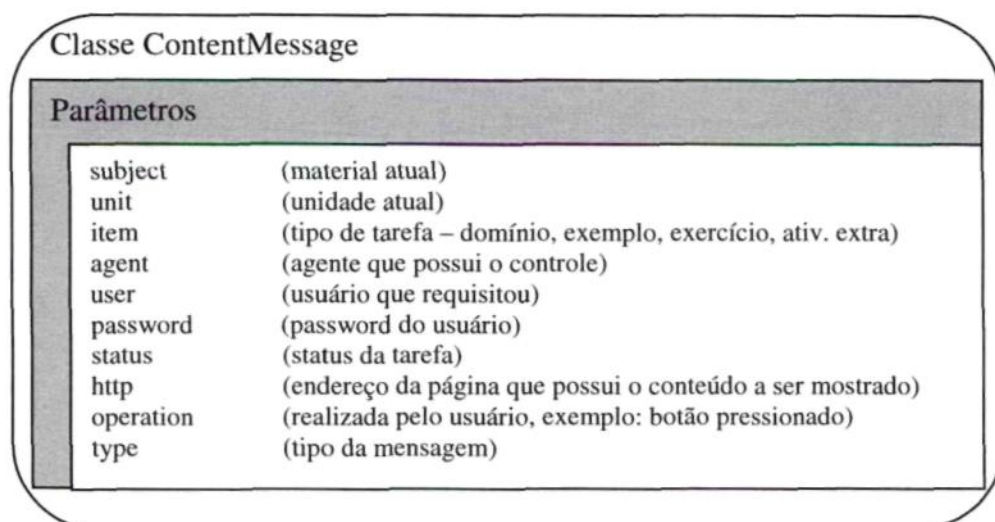 Classe ContentMessage
Parâmetros
subject (material atual)
unit (unidade atual)
item (tipo de tarefa – domínio, exemplo, exercício, ativ. extra)
agent (agente que possui o controle)
user (usuário que requisitou)
password (password do usuário)
status (status da tarefa)
http (endereço da página que possui o conteúdo a ser mostrado)
operation (realizada pelo usuário, exemplo: botão pressionado)
type (tipo da mensagem)